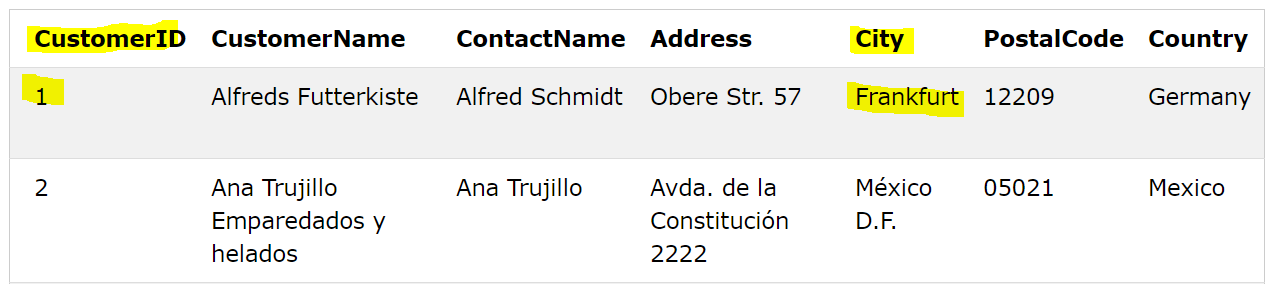 CustomerID CustomerName ContactName Address City PostalCode Country
1 Alfreds Futterkiste Alfred Schmidt Obere Str. 57 Frankfurt 12209 Germany
2 Ana Trujillo Ana Trujillo Avda. de la México 05021 Mexico
Emparedados y Constitución D.F.
helados 2222